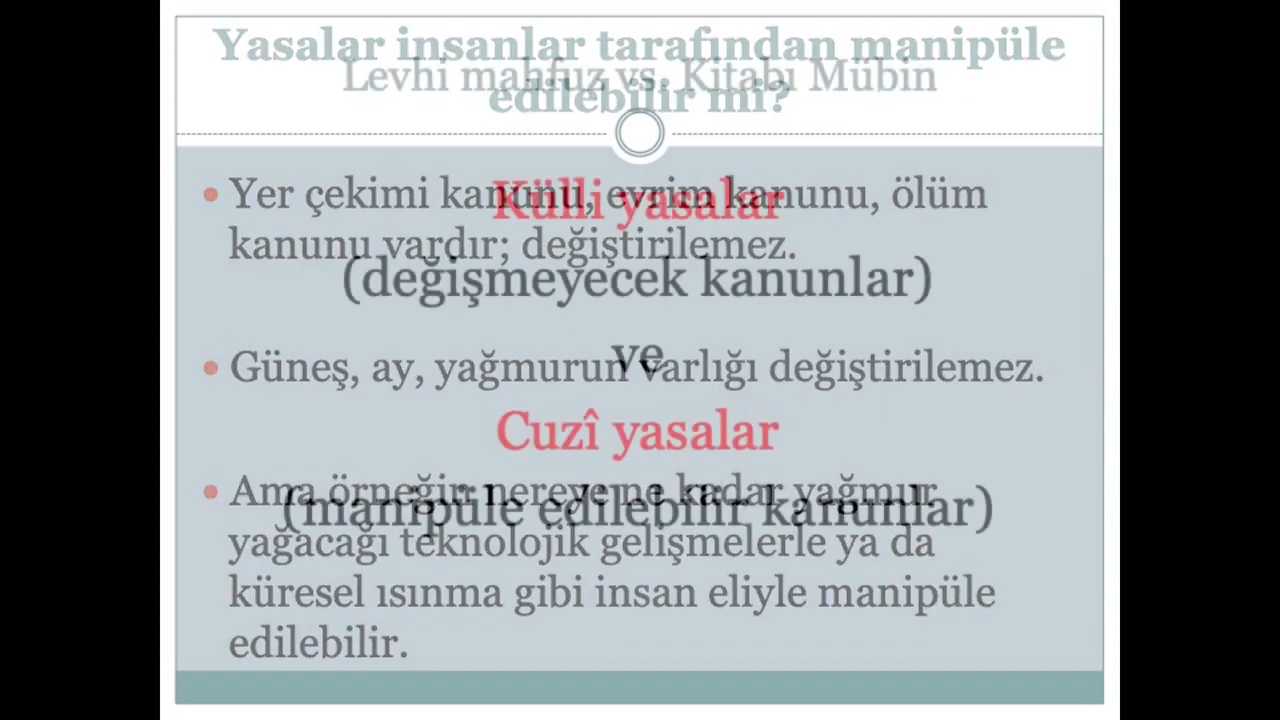 Yasalar insanlar tarafından manipüle
edilebilir mi?
Levhi mahfuz vs. Kitabı Mübin
• Yer çekimi kanunu, evrim kanunu, ölüm
kanunu vardır; değiştirilemez.
• Güneş, ay, yağmurun varlığı değiştirilemez.
• Ama örneğin nereye ne kadar yağmur
yağacağı teknolojik gelişmelerle ya da
küresel ısınma gibi insan eliyle manipüle
edilebilir.
Külli yasalar
(değişmeyecek kanunlar)
ve
Cuzî yasalar
(manipüle edilebilir kanunlar)